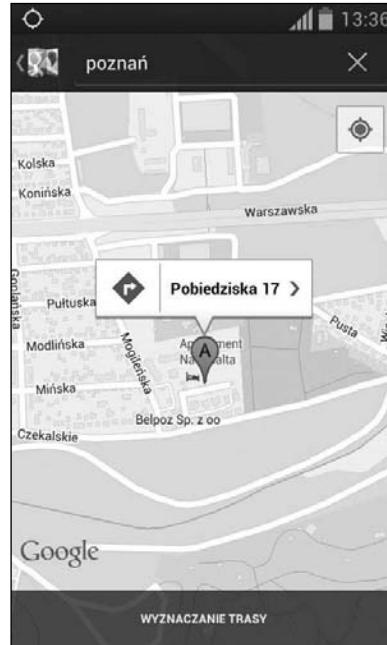 13:36
poznań
Kolska
Konińska
Warszawska
Goplańska
Pobiedziska 17
Pułtuska
Pusta
Modlińska
Mogileńska
Mińska
A
Belpoz Sp. z oo
Czekalskie
Google
WYZNACZANIE TRASY